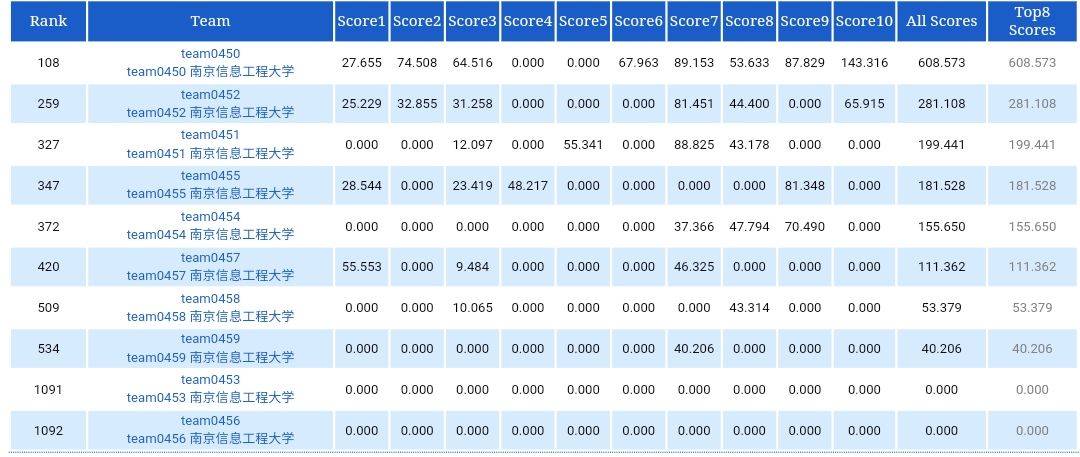 Rank Team Score1 Score2 Score3 Score4 Score5 Score6 Score7 Score8 Score9 Score10 All Scores Top8 Scores
team0450
108 team0450 南京信息工程大学 27.655 74.508 64.516 0.000 0.000 67.963 89.153 53.633 87.829 143.316 608.573 608.573
team0452
259 team0452 南京信息工程大学 25.229 32.855 31.258 0.000 0.000 0.000 81.451 44.400 0.000 65.915 281.108 281.108
team0451
327 team0451 南京信息工程大学 0.000 0.000 12.097 0.000 55.341 0.000 88.825 43.178 0.000 0.000 199.441 199.441
team0455
347 team0455 南京信息工程大学 28.544 0.000 23.419 48.217 0.000 0.000 0.000 0.000 81.348 0.000 181.528 181.528
team0454
372 team0454 南京信息工程大学 0.000 0.000 0.000 0.000 0.000 0.000 37.366 47.794 70.490 0.000 155.650 155.650
team0457
420 team0457 南京信息工程大学 55.553 0.000 9.484 0.000 0.000 0.000 46.325 0.000 0.000 0.000 111.362 111.362
team0458
509 team0458 南京信息工程大学 0.000 0.000 10.065 0.000 0.000 0.000 0.000 43.314 0.000 0.000 53.379 53.379
team0459
534 team0459 南京信息工程大学 0.000 0.000 0.000 0.000 0.000 0.000 40.206 0.000 0.000 0.000 40.206 40.206
team0453
1091 team0453 南京信息工程大学 0.000 0.000 0.000 0.000 0.000 0.000 0.000 0.000 0.000 0.000 0.000 0.000
team0456
1092 team0456 南京信息工程大学 0.000 0.000 0.000 0.000 0.000 0.000 0.000 0.000 0.000 0.000 0.000 0.000